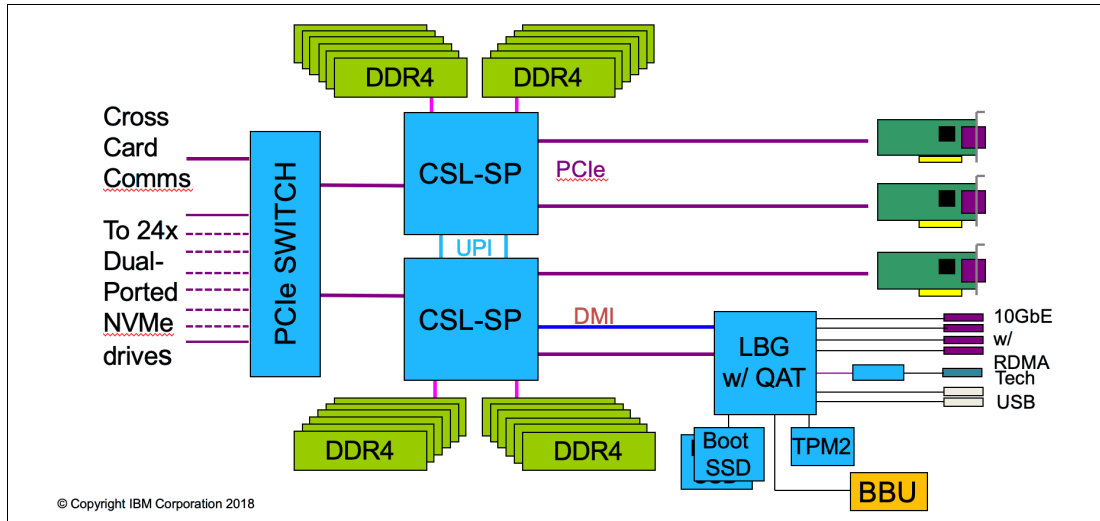 DDR4
DDR4
Cross
Card
Comms
To 24x
Dual-
Ported
NVMe
drives
PCIe SWITCH
CSL-SP
PCIe
UPI
CSL-SP
DMI
LBG
w/ QAT
10GbE
w/
RDMA
Tech
USB
DDR4
DDR4
Boot
SSD
TPM2
BBU
© Copyright IBM Corporation 2018